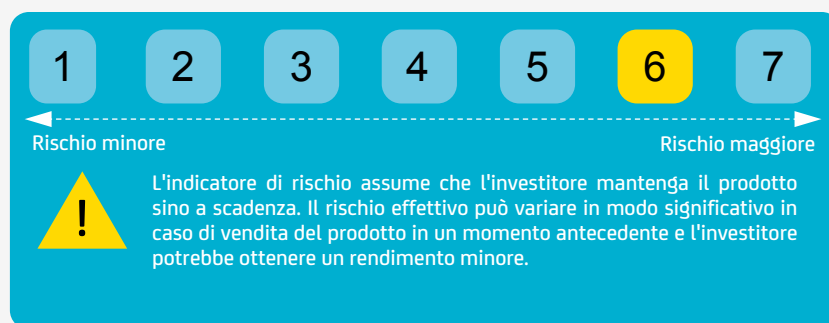 1 2 3 4 5 6 7
Rischio minore Rischio maggiore
! L'indicatore di rischio assume che l'investitore mantenga il prodotto
sino a scadenza. Il rischio effettivo può variare in modo significativo in
caso di vendita del prodotto in un momento antecedente e l'investitore
potrebbe ottenere un rendimento minore.